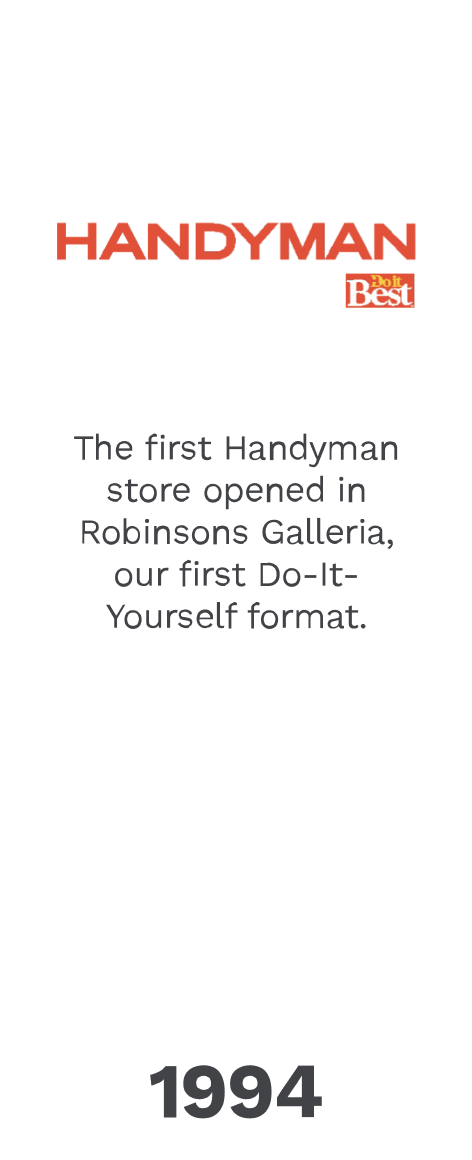 HANDYMAN
Do it
Best
The first Handyman
store opened in
Robinsons Galleria,
our first Do-It-
Yourself format.
1994